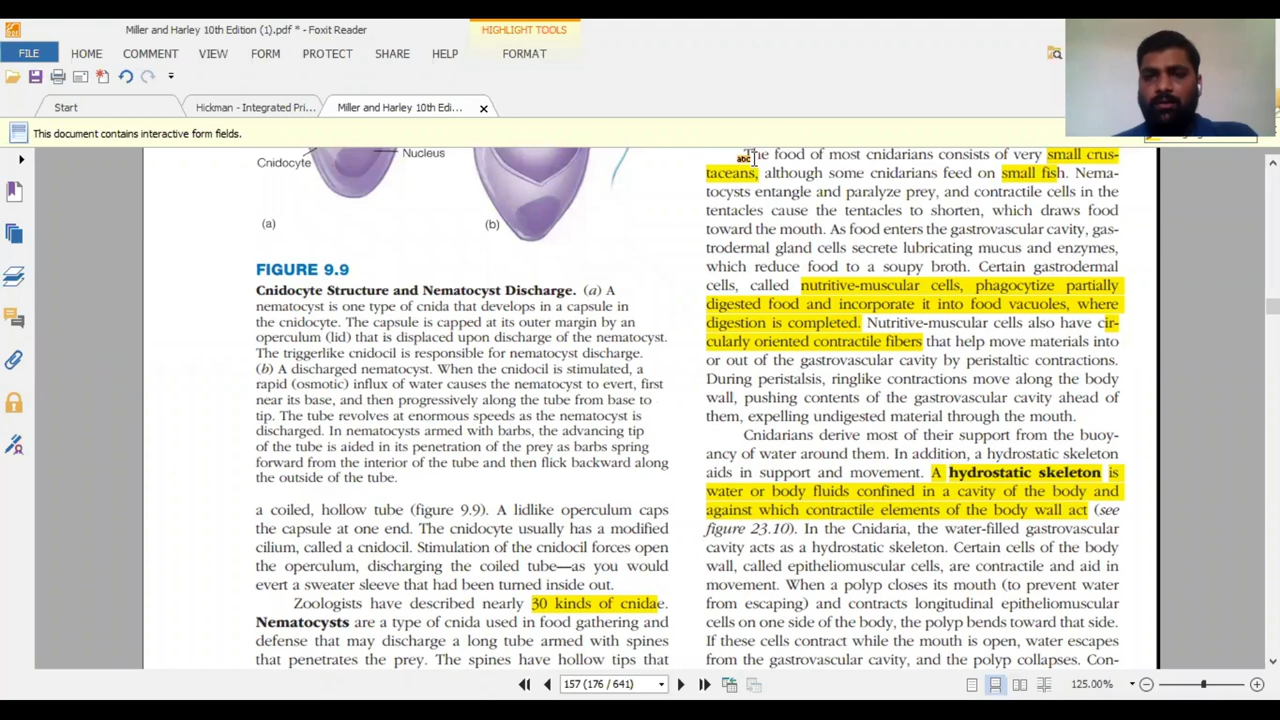 Miller and Harley 10th Edition (1).pdf * - Foxit Reader
HIGHLIGHT TOOLS
FILE HOME COMMENT VIEW FORM PROTECT SHARE HELP FORMAT
Start
Hickman - Integrated Pri...
Miller and Harley 10th Edi...
This document contains interactive form fields.
Cnidocyte
Nucleus
(a)
(b)
FIGURE 9.9
Cnidocyte Structure and Nematocyst Discharge. (a) A
nematocyst is one type of cnida that develops in a capsule in
the cnidocyte. The capsule is capped at its outer margin by an
operculum (lid) that is displaced upon discharge of the nematocyst.
The triggerlike cnidocil is responsible for nematocyst discharge.
(b) A discharged nematocyst. When the cnidocil is stimulated, a
rapid (osmotic) influx of water causes the nematocyst to evert, first
near its base, and then progressively along the tube from base to
tip. The tube revolves at enormous speeds as the nematocyst is
discharged. In nematocysts armed with barbs, the advancing tip
of the tube is aided in its penetration of the prey as barbs spring
forward from the interior of the tube and then flick backward along
the outside of the tube.
a coiled, hollow tube (figure 9.9). A lidlike operculum caps
the capsule at one end. The cnidocyte usually has a modified
cilium, called a cnidocil. Stimulation of the cnidocil forces open
the operculum, discharging the coiled tube—as you would
evert a sweater sleeve that had been turned inside out.
Zoologists have described nearly 30 kinds of cnidae.
Nematocysts are a type of cnida used in food gathering and
defense that may discharge a long tube armed with spines
that penetrates the prey. The spines have hollow tips that
abc
The food of most cnidarians consists of very small crus-
taceans, although some cnidarians feed on small fish. Nema-
tocysts entangle and paralyze prey, and contractile cells in the
tentacles cause the tentacles to shorten, which draws food
toward the mouth. As food enters the gastrovascular cavity, gas-
trodermal gland cells secrete lubricating mucus and enzymes,
which reduce food to a soupy broth. Certain gastrodermal
cells, called nutritive-muscular cells, phagocytize partially
digested food and incorporate it into food vacuoles, where
digestion is completed. Nutritive-muscular cells also have cir-
cularly oriented contractile fibers that help move materials into
or out of the gastrovascular cavity by peristaltic contractions.
During peristalsis, ringlike contractions move along the body
wall, pushing contents of the gastrovascular cavity ahead of
them, expelling undigested material through the mouth.
Cnidarians derive most of their support from the buoy-
ancy of water around them. In addition, a hydrostatic skeleton
aids in support and movement. A hydrostatic skeleton is
water or body fluids confined in a cavity of the body and
against which contractile elements of the body wall act (see
figure 23.10). In the Cnidaria, the water-filled gastrovascular
cavity acts as a hydrostatic skeleton. Certain cells of the body
wall, called epitheliomuscular cells, are contractile and aid in
movement. When a polyp closes its mouth (to prevent water
from escaping) and contracts longitudinal epitheliomuscular
cells on one side of the body, the polyp bends toward that side.
If these cells contract while the mouth is open, water escapes
from the gastrovascular cavity, and the polyp collapses. Con-
157 (176 / 641)
125.00%